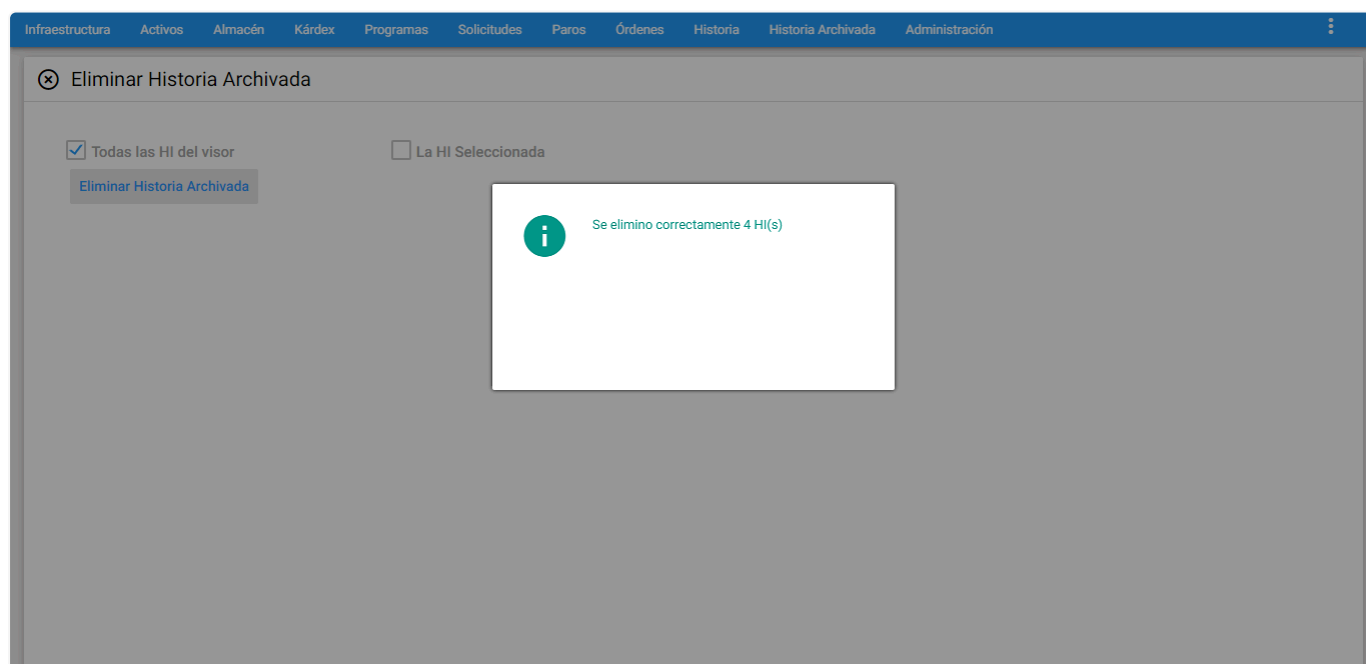 Infraestructura Activos Almacén Kárdex Programas Solicitudes Paros Órdenes Historia Historia Archivada Administración
Eliminar Historia Archivada
Todas las HI del visor La HI Seleccionada
Eliminar Historia Archivada
Se elimino correctamente 4 HI(s)